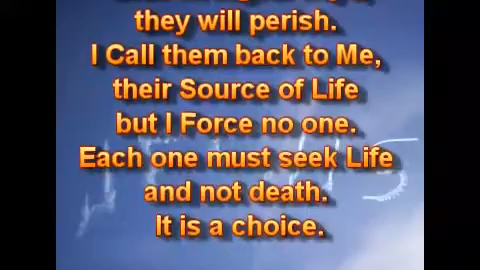 they will perish.
I Call them back to Me,
their Source of Life
but I Force no one.
Each one must seek Life
and not death.
It is a choice.